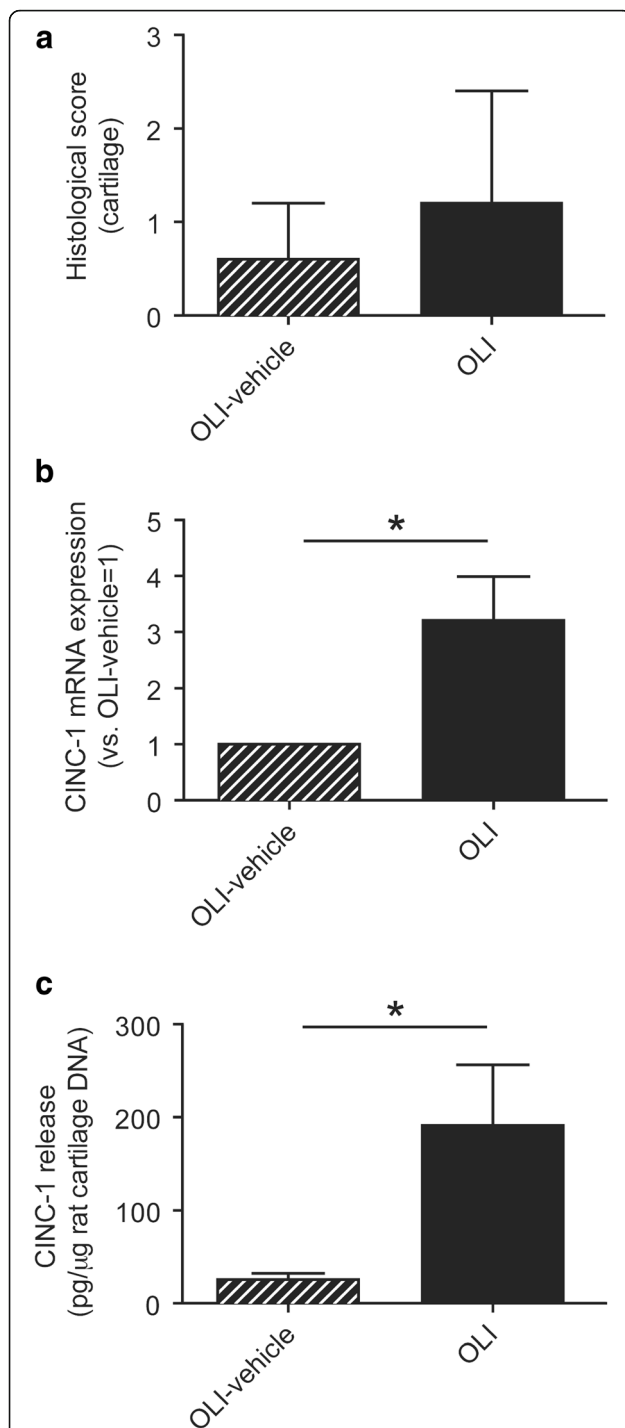 a
Histological score
(cartilage)
3
2
1
0
OLI-vehicle
OLI
b
CINC-1 mRNA expression
(vs. OLI-vehicle=1)
*
5
4
3
2
1
0
OLI-vehicle
OLI
c
CINC-1 release
(pg/µg rat cartilage DNA)
*
300
200
100
0
OLI-vehicle
OLI